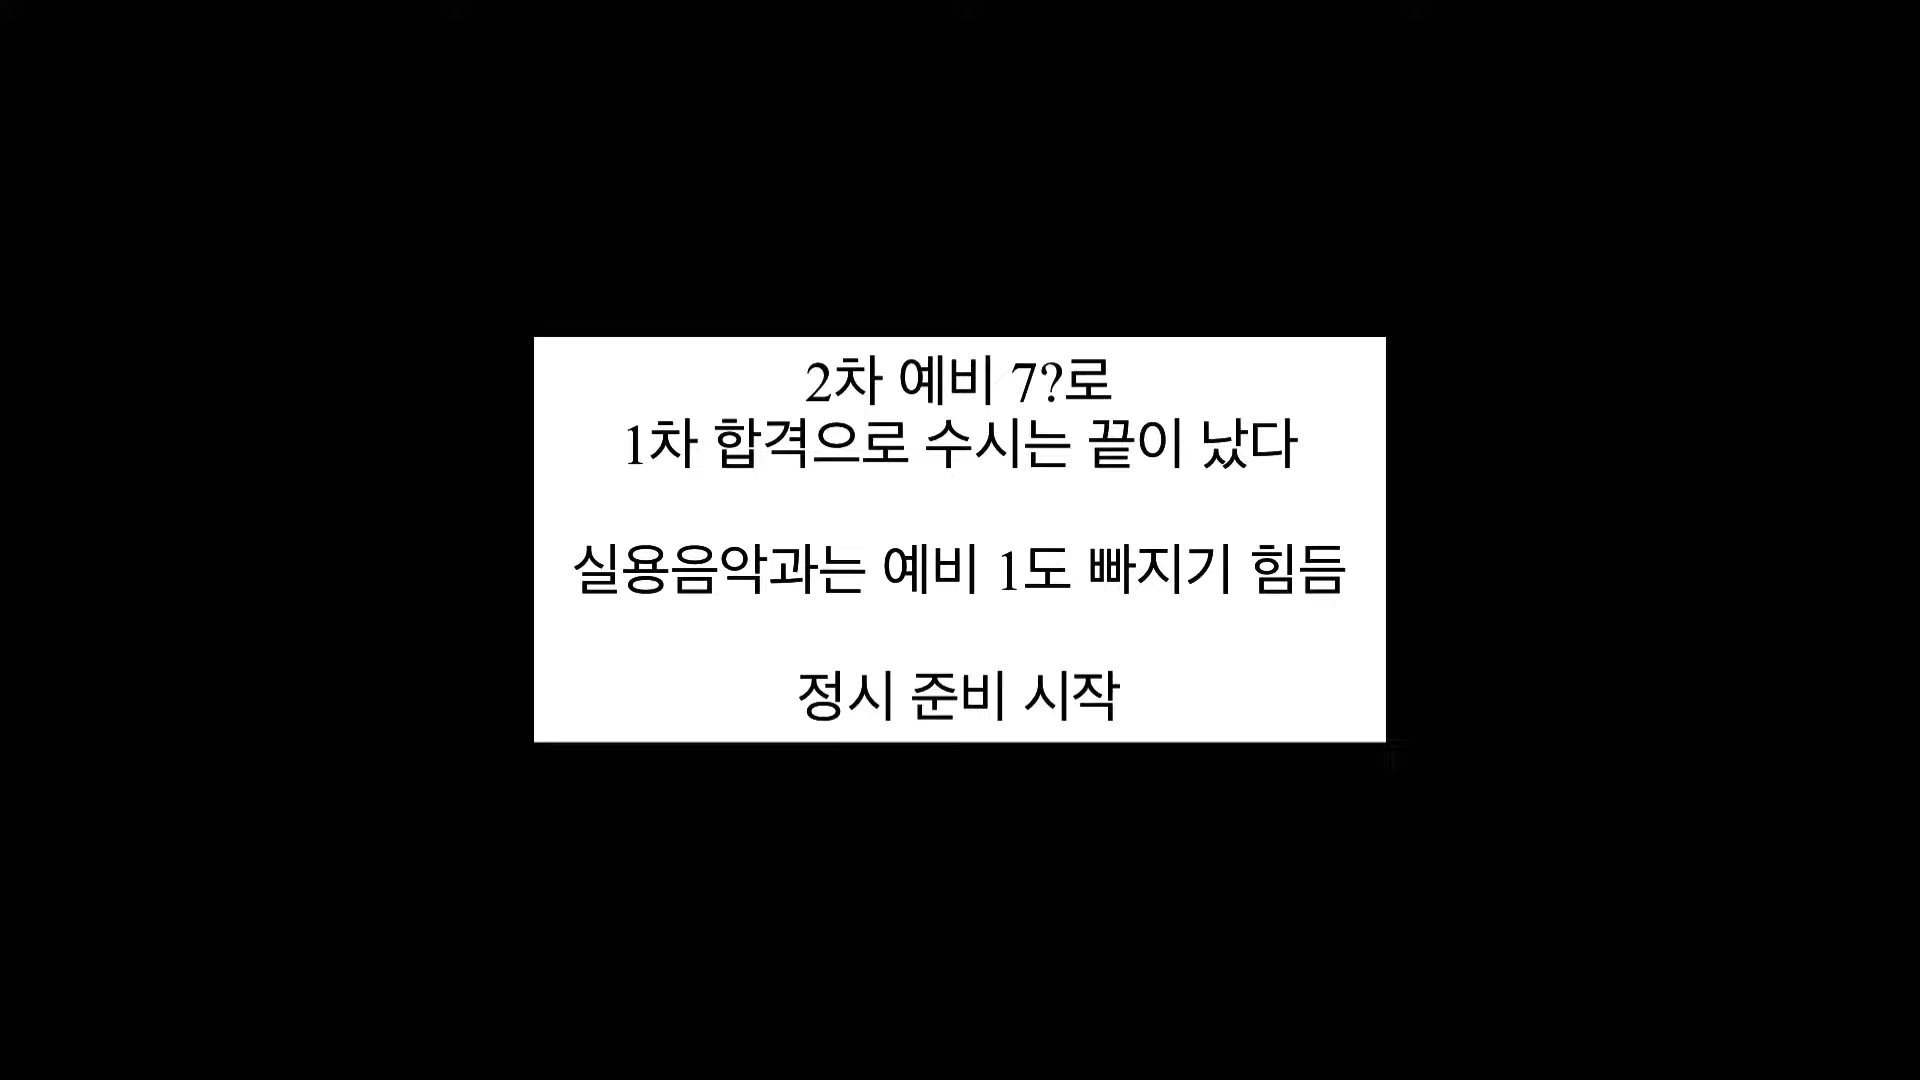 2차 예비 7?로
1차 합격으로 수시는 끝이 났다
실용음악과는 예비 1도 빠지기 힘듬
정시 준비 시작